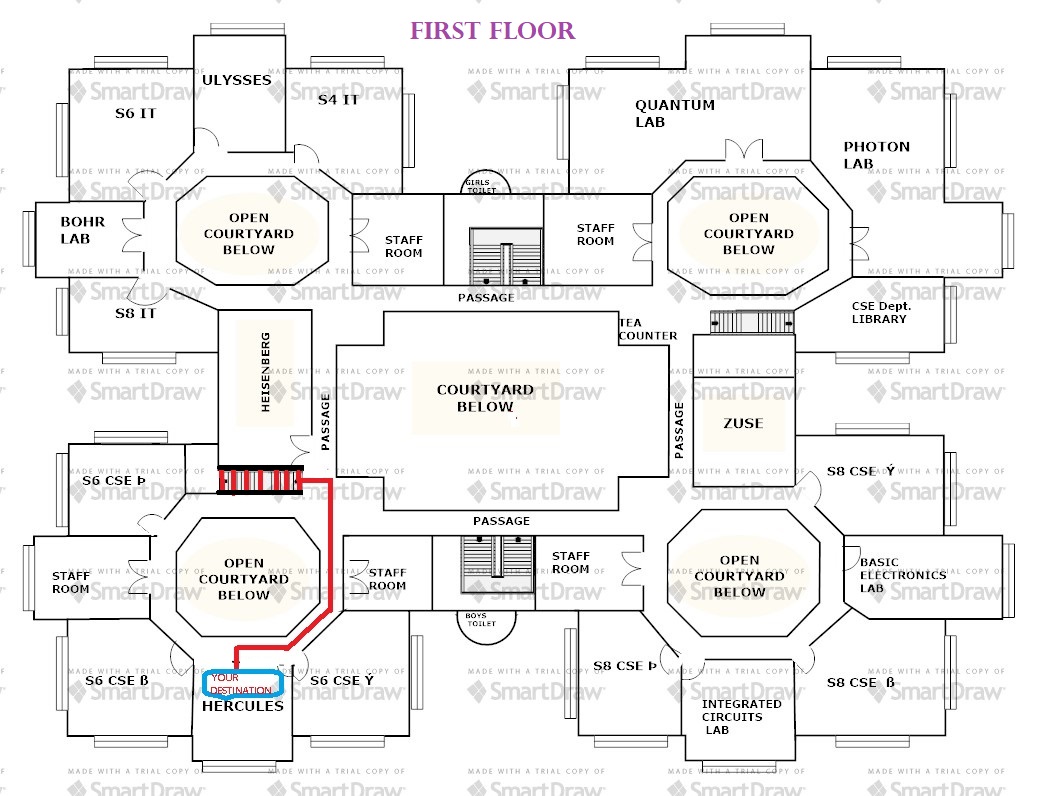 FIRST FLOOR
ULYSSES
S6 IT
S4 IT
QUANTUM
LAB
PHOTON
LAB
GIRLS
TOILET
BOHR
LAB
OPEN
COURTYARD
BELOW
STAFF
ROOM
STAFF
ROOM
OPEN
COURTYARD
BELOW
PASSAGE
S8 IT
CSE Dept.
LIBRARY
TEA
COUNTER
HEISENBERG
PASSAGE
COURTYARD
BELOW
PASSAGE
ZUSE
S6 CSE Þ
S8 CSE Ý
PASSAGE
STAFF
ROOM
OPEN
COURTYARD
BELOW
STAFF
ROOM
STAFF
ROOM
OPEN
COURTYARD
BELOW
BASIC
ELECTRONICS
LAB
BOYS
TOILET
S6 CSE ß
YOUR
DESTINATION
HERCULES
S6 CSE Ý
S8 CSE Þ
INTEGRATED
CIRCUITS
LAB
S8 CSE ß
MADE WITH A TRIAL COPY OF
SmartDraw